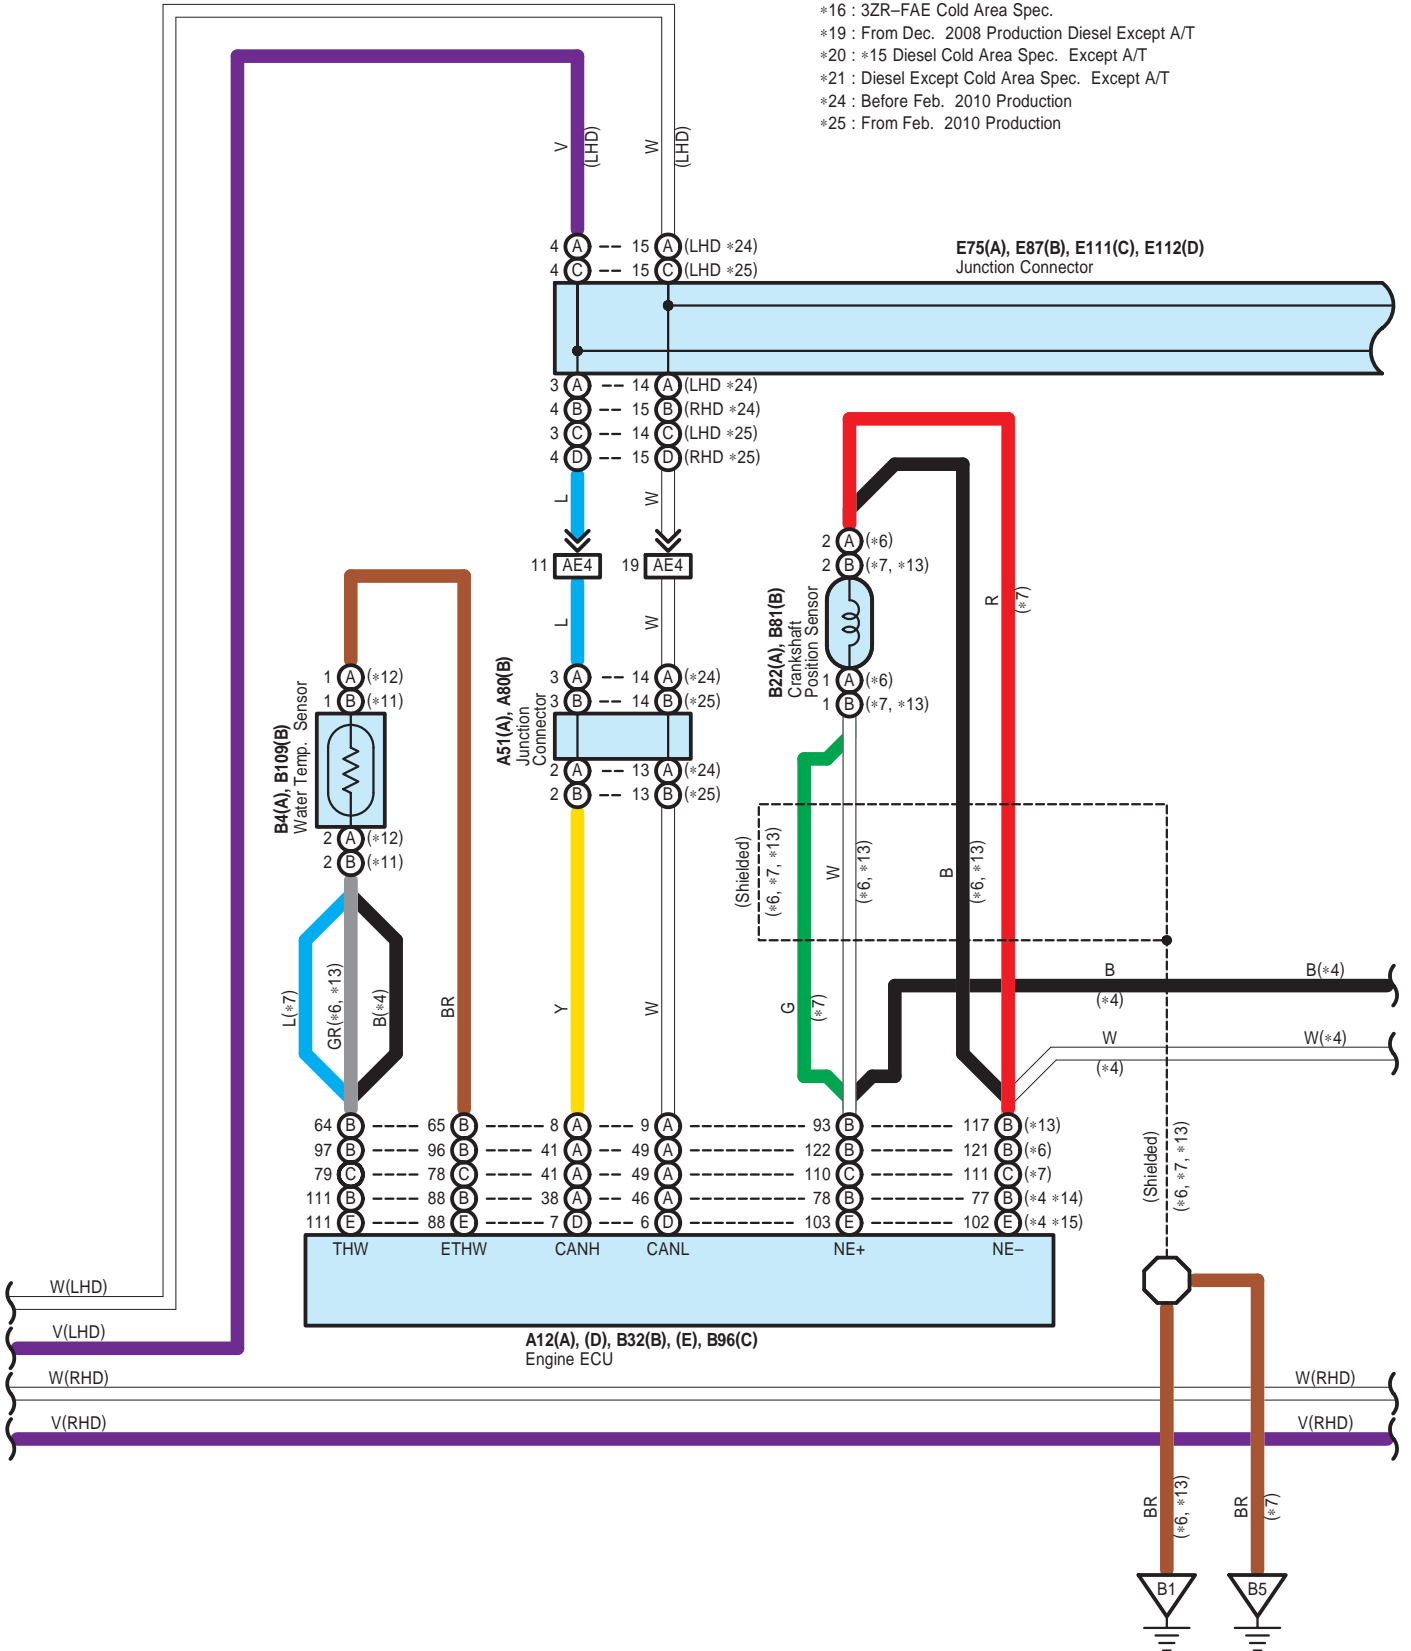 ∗16 : 3ZR–FAE Cold Area Spec.
∗19 : From Dec. 2008 Production Diesel Except A/T
∗20 : ∗15 Diesel Cold Area Spec. Except A/T
∗21 : Diesel Except Cold Area Spec. Except A/T
∗24 : Before Feb. 2010 Production
∗25 : From Feb. 2010 Production
V (LHD) W (LHD)
4 A 15 A (LHD ∗24)
4 C 15 C (LHD ∗25)
E75(A), E87(B), E111(C), E112(D)
Junction Connector
3 A 14 A (LHD ∗24)
4 B 15 B (RHD ∗24)
3 C 14 C (LHD ∗25)
4 D 15 D (RHD ∗25)
L W
11 AE4 19 AE4
L W
2 A (∗6)
2 B (∗7, ∗13)
B22(A), B81(B)
Crankshaft
Position Sensor
R (∗7)
1 A (∗6)
1 B (∗7, ∗13)
1 A (∗12)
1 B (∗11)
B4(A), B109(B)
Water Temp. Sensor
2 A (∗12)
2 B (∗11)
3 A 14 A (∗24)
3 B 14 B (∗25)
A51(A), A80(B)
Junction
Connector
2 A 13 A (∗24)
2 B 13 B (∗25)
(Shielded)
(∗6, ∗7, ∗13)
W (∗6, ∗13)
B (∗6, ∗13)
L(∗7)
GR(∗6, ∗13)
B(∗4)
BR
Y
W
G (∗7)
B B(∗4)
(∗4)
W W(∗4)
(∗4)
64 B 65 B 8 A 9 A 93 B 117 B (∗13)
97 B 96 B 41 A 49 A 122 B 121 B (∗6)
79 C 78 C 41 A 49 A 110 C 111 C (∗7)
111 B 88 B 38 A 46 A 78 B 77 B (∗4 ∗14)
111 E 88 E 7 D 6 D 103 E 102 E (∗4 ∗15)
THW ETHW CANH CANL NE+ NE–
A12(A), (D), B32(B), (E), B96(C)
Engine ECU
(Shielded)
(∗6, ∗7, ∗13)
W(LHD)
V(LHD)
W(RHD) W(RHD)
V(RHD) V(RHD)
BR (∗6, ∗13)
BR (∗7)
B1 B5